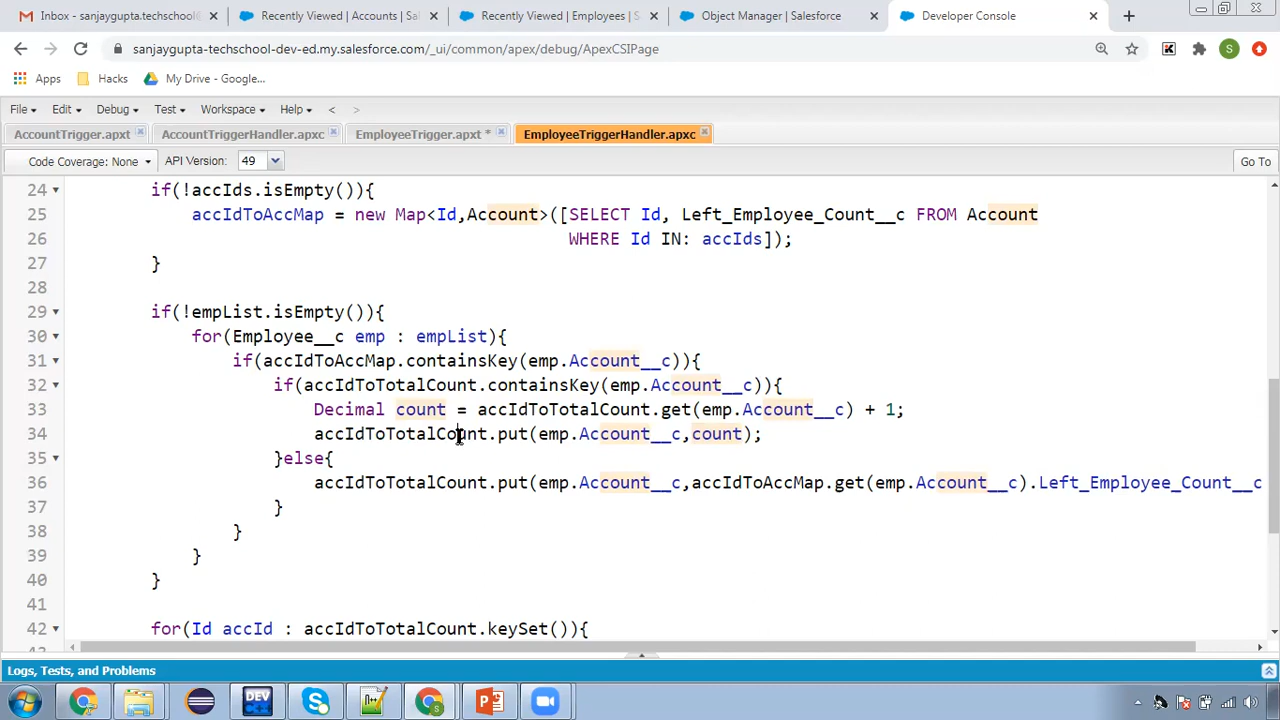 Inbox - sanjaygupta.techschool@
Recently Viewed | Accounts | Sal
Recently Viewed | Employees | S
Object Manager | Salesforce
Developer Console
sanjaygupta-techschool-dev-ed.my.salesforce.com/_ui/common/apex/debug/ApexCSIPage
S
Apps
Hacks
My Drive - Google...
File
Edit
Debug
Test
Workspace
Help
<
>
AccountTrigger.apxt
AccountTriggerHandler.apxc
EmployeeTrigger.apxt *
EmployeeTriggerHandler.apxc
Code Coverage: None
API Version:
49
Go To
24 if(!accIds.isEmpty()){
25 accIdToAccMap = new Map<Id,Account>([SELECT Id, Left_Employee_Count__c FROM Account
26 WHERE Id IN: accIds]);
27 }
28
29 if(!empList.isEmpty()){
30 for(Employee__c emp : empList){
31 if(accIdToAccMap.containsKey(emp.Account__c)){
32 if(accIdToTotalCount.containsKey(emp.Account__c)){
33 Decimal count = accIdToTotalCount.get(emp.Account__c) + 1;
34 accIdToTotalCount.put(emp.Account__c,count);
35 }else{
36 accIdToTotalCount.put(emp.Account__c,accIdToAccMap.get(emp.Account__c).Left_Employee_Count__c
37 }
38 }
39 }
40 }
41
42 for(Id accId : accIdToTotalCount.keySet()){
Logs, Tests, and Problems
DEV
C++